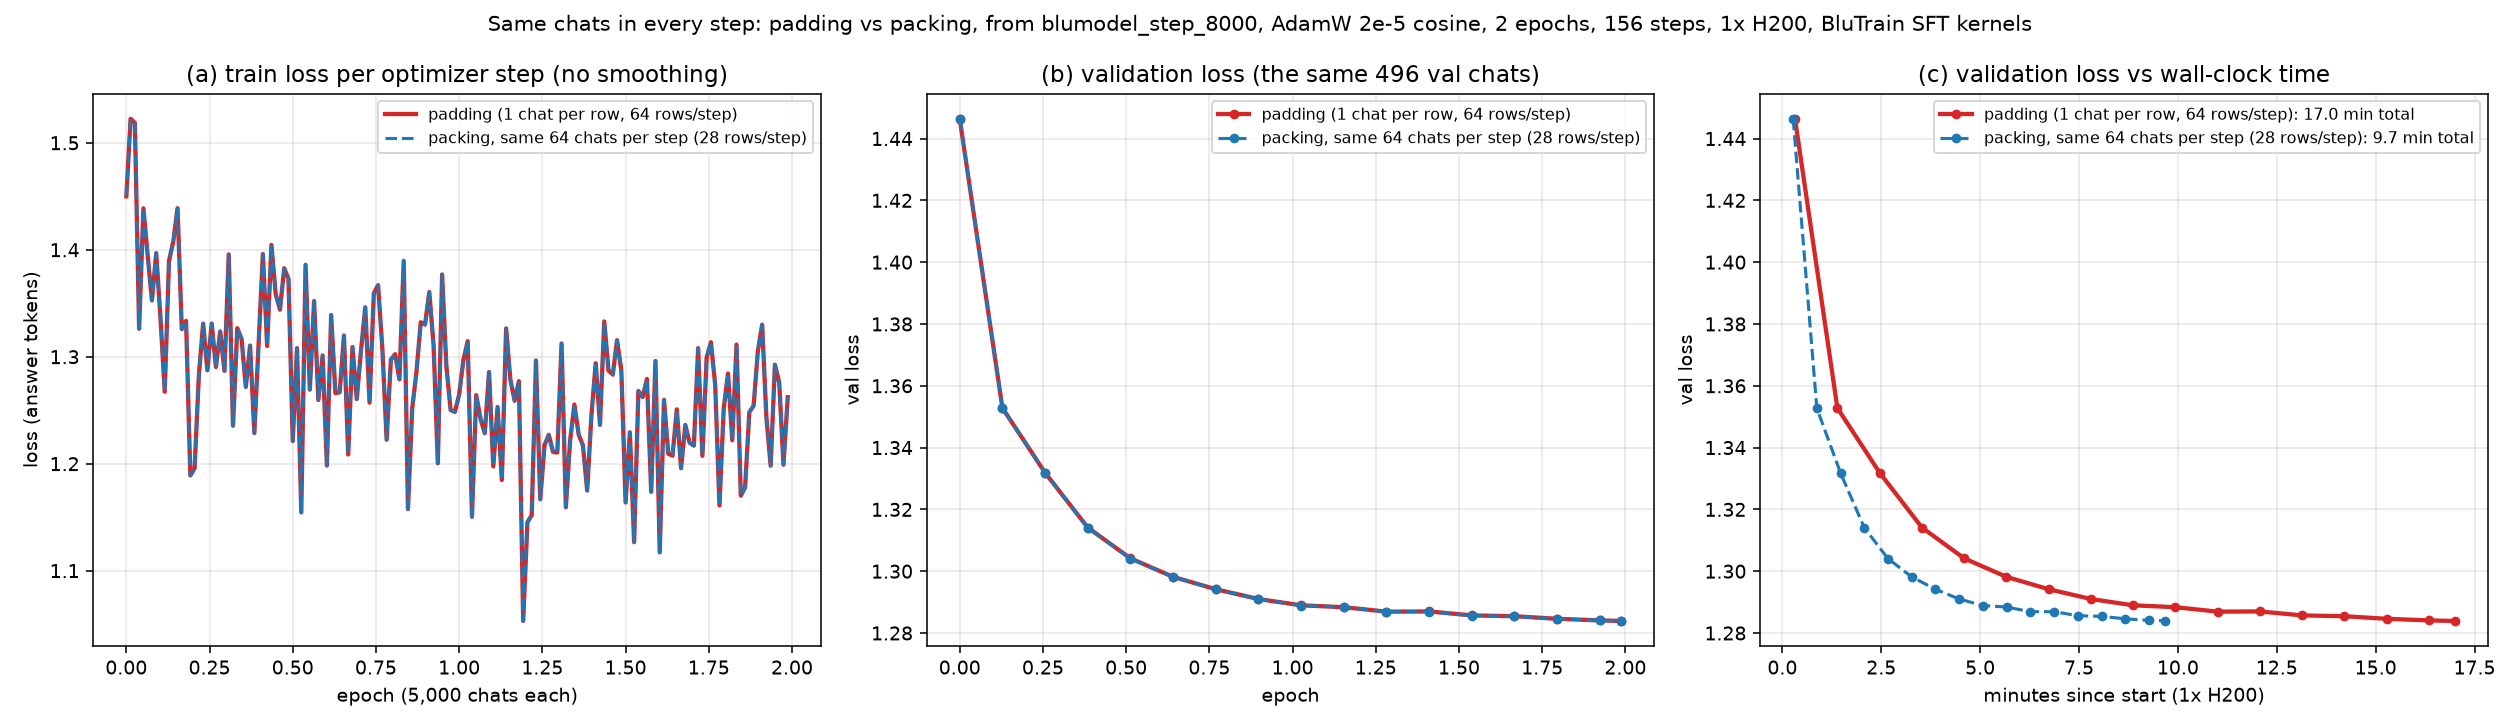 Same chats in every step: padding vs packing, from blumodel_step_8000, AdamW 2e-5 cosine, 2 epochs, 156 steps, 1x H200, BluTrain SFT kernels
(a) train loss per optimizer step (no smoothing)
padding (1 chat per row, 64 rows/step)
packing, same 64 chats per step (28 rows/step)
loss (answer tokens)
1.5
1.4
1.3
1.2
1.1
0.00 0.25 0.50 0.75 1.00 1.25 1.50 1.75 2.00
epoch (5,000 chats each)
(b) validation loss (the same 496 val chats)
padding (1 chat per row, 64 rows/step)
packing, same 64 chats per step (28 rows/step)
val loss
1.44
1.42
1.40
1.38
1.36
1.34
1.32
1.30
1.28
0.00 0.25 0.50 0.75 1.00 1.25 1.50 1.75 2.00
epoch
(c) validation loss vs wall-clock time
padding (1 chat per row, 64 rows/step): 17.0 min total
packing, same 64 chats per step (28 rows/step): 9.7 min total
val loss
1.44
1.42
1.40
1.38
1.36
1.34
1.32
1.30
1.28
0.0 2.5 5.0 7.5 10.0 12.5 15.0 17.5
minutes since start (1x H200)